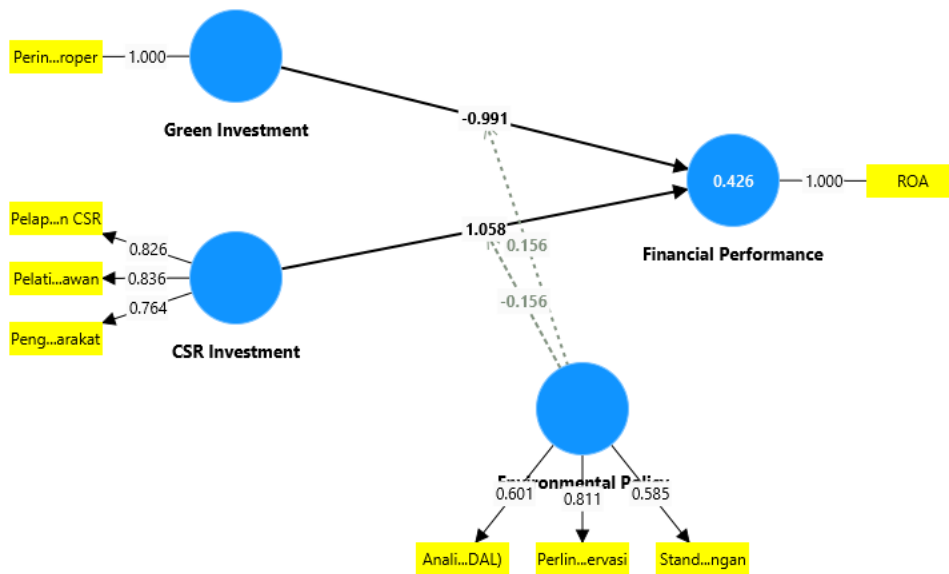 Perin...roper
1.000
Green Investment
-0.991
0.426
1.000
ROA
Financial Performance
Pelap...n CSR
0.826
Pelati...awan
0.836
Peng...arakat
0.764
CSR Investment
1.058
0.156
-0.156
Environmental Policy
0.601
0.811
0.585
Anali...DAL)
Perlin...ervasi
Stand...ngan